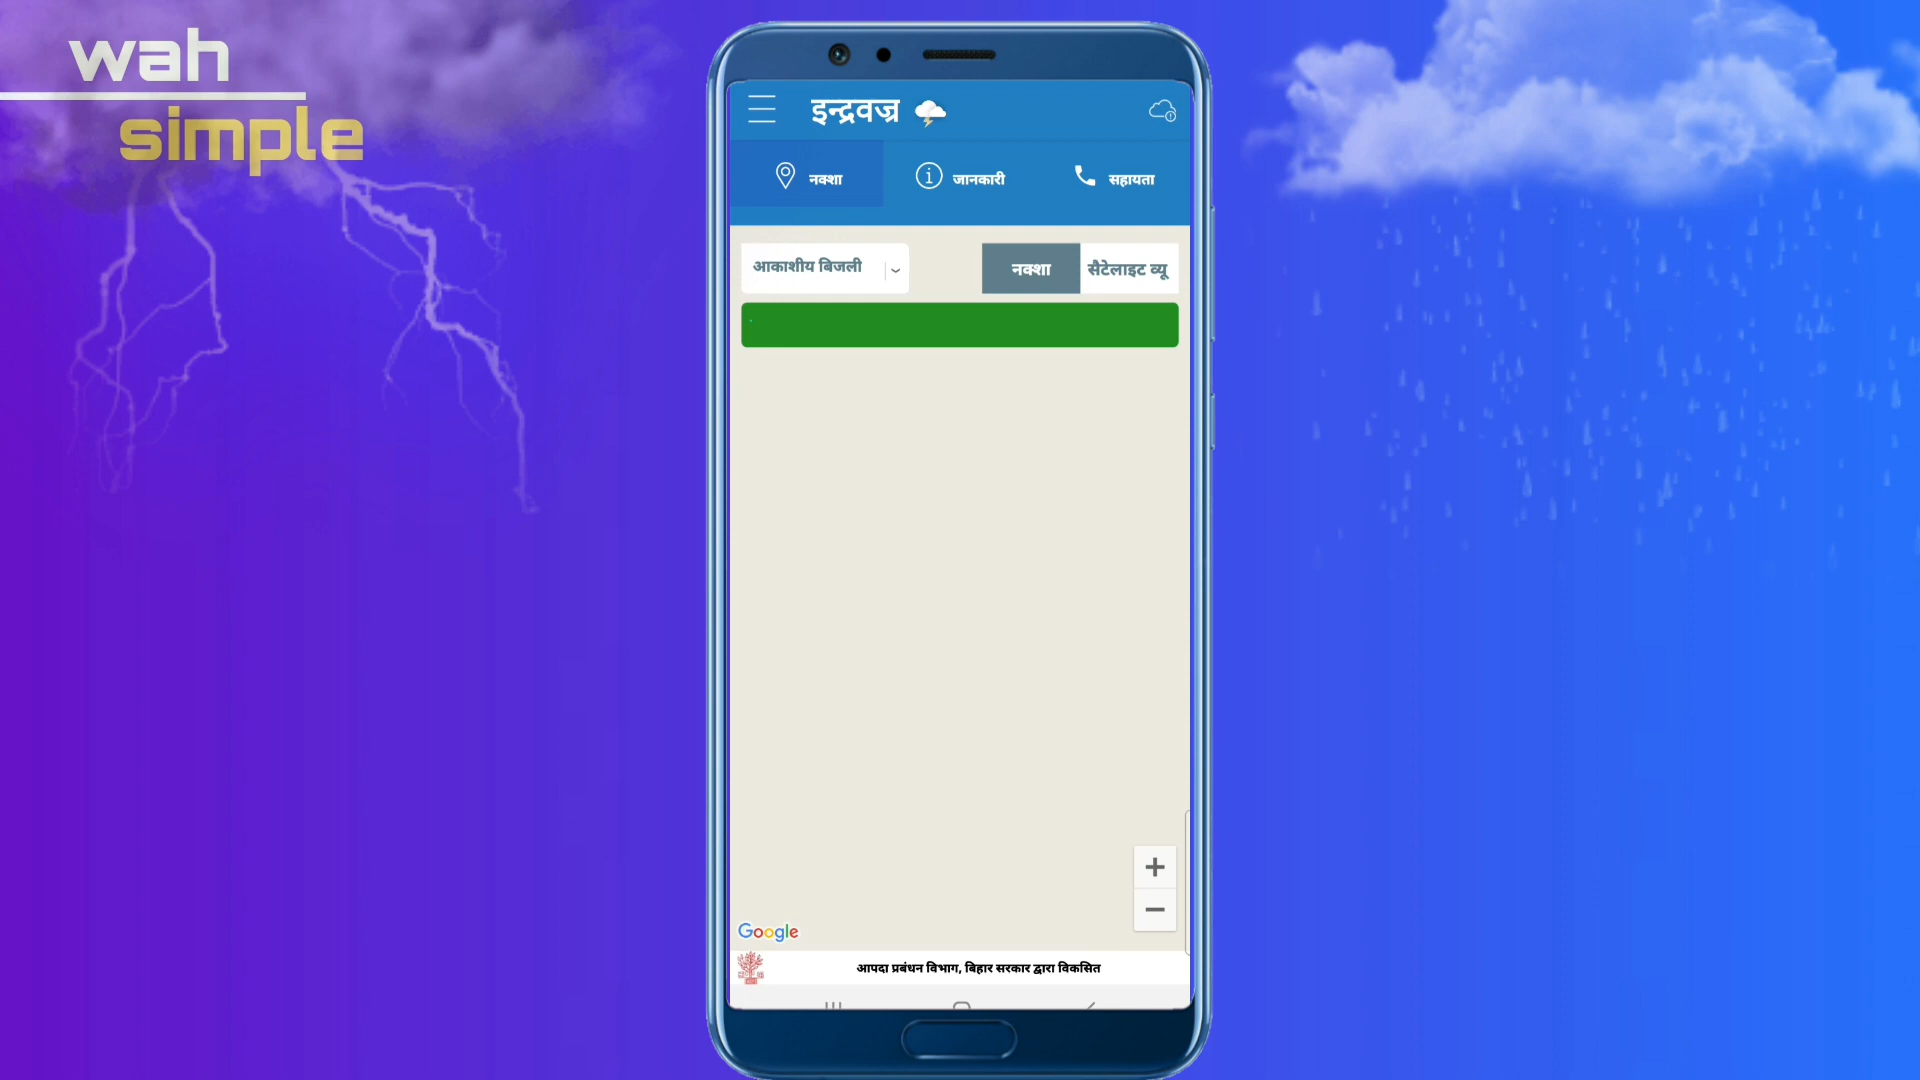 wah
simple
इन्द्रवज्र
नक्शा
जानकारी
सहायता
आकाशीय बिजली
नक्शा
सैटेलाइट व्यू
Google
आपदा प्रबंधन विभाग, बिहार सरकार द्वारा विकसित